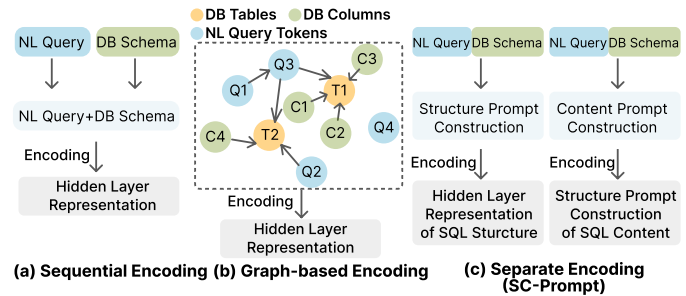 NL Query
DB Schema
NL Query+DB Schema
Encoding
Hidden Layer
Representation
(a) Sequential Encoding
DB Tables
DB Columns
NL Query Tokens
C3
Q3
Q1
T1
C1
C4
T2
C2
Q4
Q2
Encoding
Hidden Layer
Representation
(b) Graph-based Encoding
NL Query DB Schema
NL Query DB Schema
Structure Prompt
Construction
Content Prompt
Construction
Encoding
Encoding
Hidden Layer
Representation
of SQL Sturcture
Structure Prompt
Construction
of SQL Content
(c) Separate Encoding
(SC-Prompt)